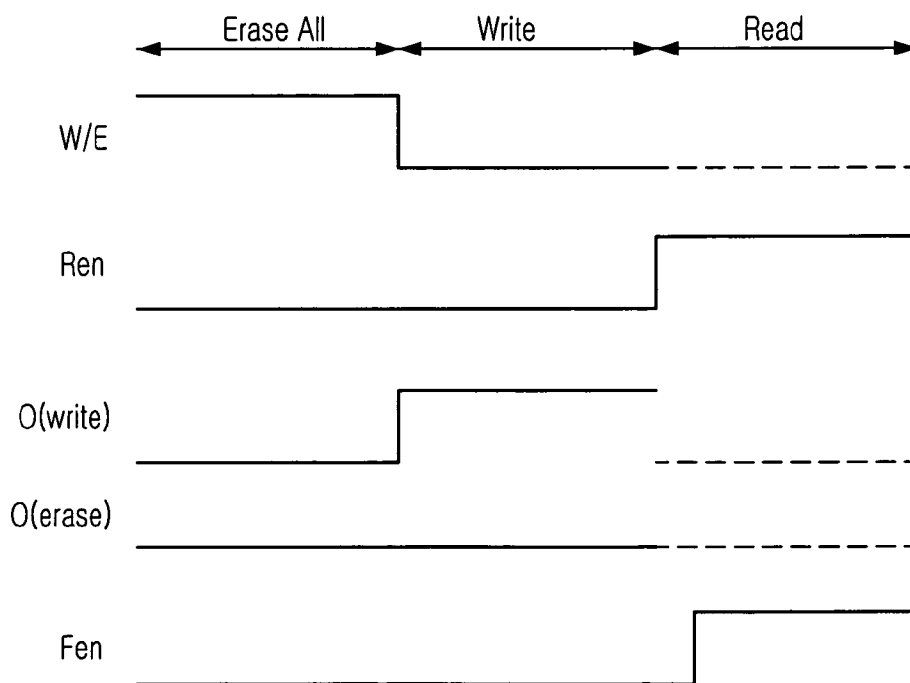 Erase All Write Read
W/E
Ren
O(write)
O(erase)
Fen